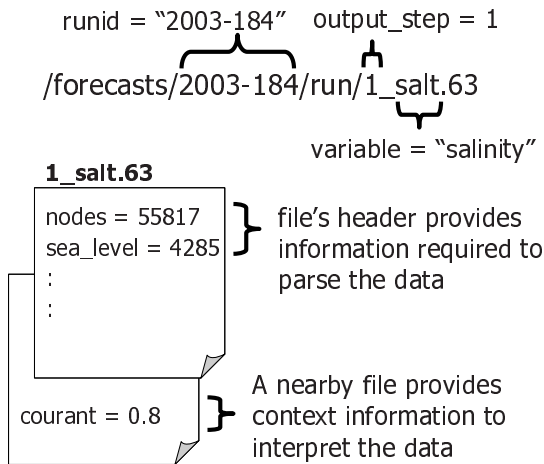 runid = “2003-184”
output_step = 1
/forecasts/2003-184/run/1_salt.63
variable = “salinity”
1_salt.63
nodes = 55817
sea_level = 4285
:
:
file's header provides
information required to
parse the data
courant = 0.8
A nearby file provides
context information to
interpret the data